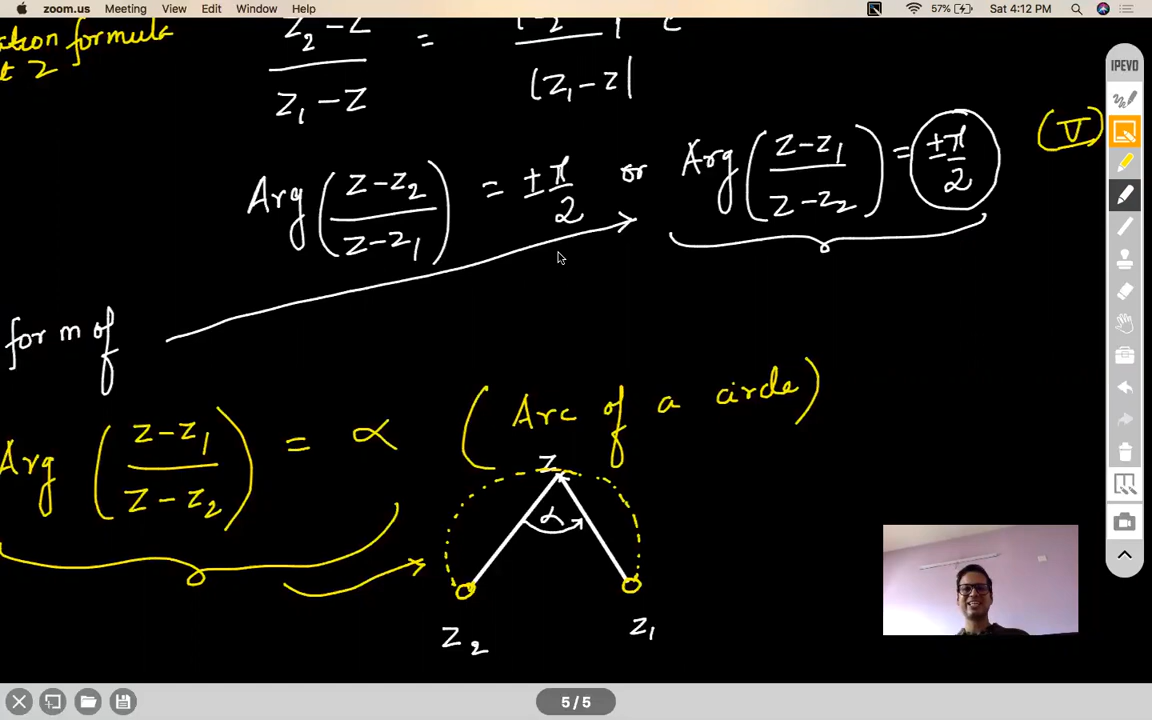 zoom.us Meeting View Edit Window Help 57% Sat 4:12 PM
ation formula
t 2
z₂ - z
z₁ - z
=
|z₁ - z|
IPEVO
Arg (z - z₂ / z - z₁) = ± π/2 or Arg (z - z₁ / z - z₂) = ± π/2 (V)
form of
Arg (z - z₁ / z - z₂) = α (Arc of a circle)
z
α
z₂ z₁
5/5